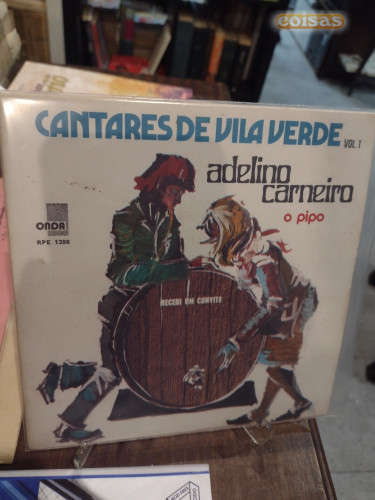 coisas
CANTARES DE VILA VERDE VOL.1
adelino
carneiro
o pipo
ONDA
RPE 1398
RECEBI UM CONVITE